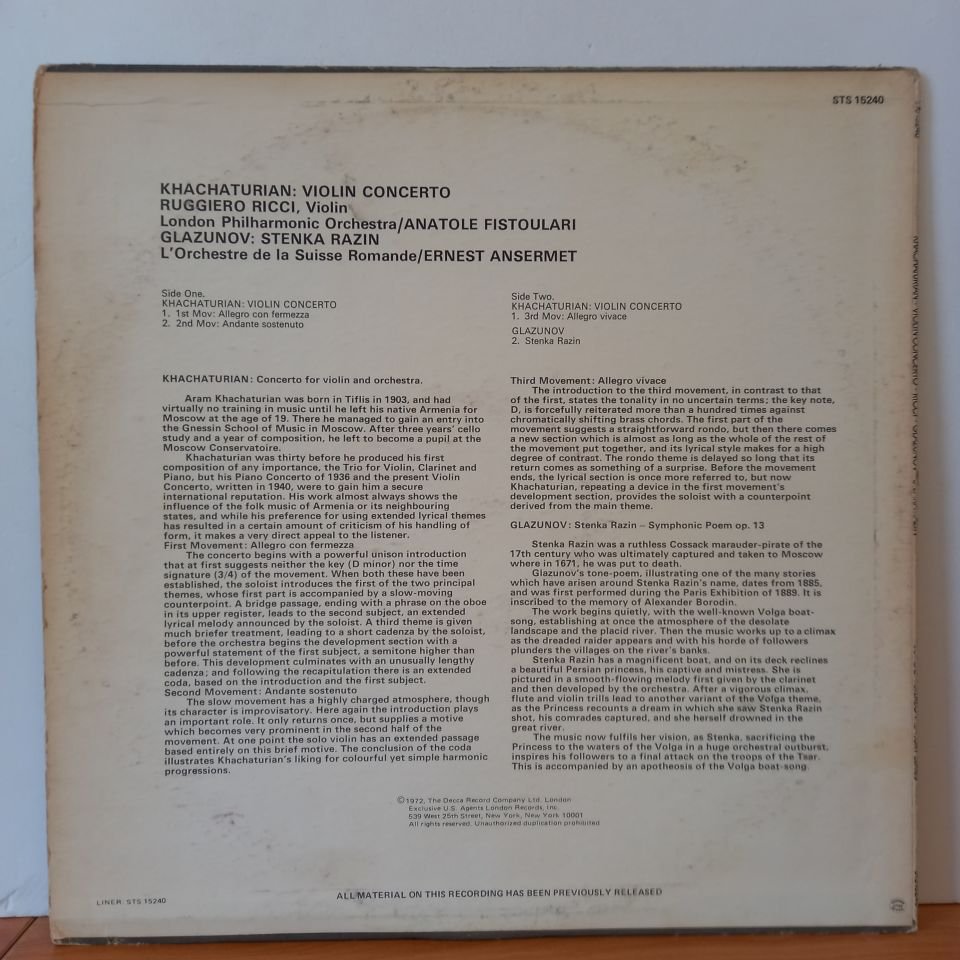 STS 15240
KHACHATURIAN: VIOLIN CONCERTO
RUGGIERO RICCI, Violin
London Philharmonic Orchestra/ANATOLE FISTOULARI
GLAZUNOV: STENKA RAZIN
L'Orchestre de la Suisse Romande/ERNEST ANSERMET
Side One.
KHACHATURIAN: VIOLIN CONCERTO
1. 1st Mov: Allegro con fermezza
2. 2nd Mov: Andante sostenuto
Side Two.
KHACHATURIAN: VIOLIN CONCERTO
1. 3rd Mov: Allegro vivace
GLAZUNOV
2. Stenka Razin
KHACHATURIAN: Concerto for violin and orchestra.
Aram Khachaturian was born in Tiflis in 1903, and had
virtually no training in music until he left his native Armenia for
Moscow at the age of 19. There he managed to gain an entry into
the Gnessin School of Music in Moscow. After three years' cello
study and a year of composition, he left to become a pupil at the
Moscow Conservatoire.
Khachaturian was thirty before he produced his first
composition of any importance, the Trio for Violin, Clarinet and
Piano, but his Piano Concerto of 1936 and the present Violin
Concerto, written in 1940, were to gain him a secure
international reputation. His work almost always shows the
influence of the folk music of Armenia or its neighbouring
states, and while his preference for using extended lyrical themes
has resulted in a certain amount of criticism of his handling of
form, it makes a very direct appeal to the listener.
First Movement: Allegro con fermezza
The concerto begins with a powerful unison introduction
that at first suggests neither the key (D minor) nor the time
signature (3/4) of the movement. When both these have been
established, the soloist introduces the first of the two principal
themes, whose first part is accompanied by a slow-moving
counterpoint. A bridge passage, ending with a phrase on the oboe
in its upper register, leads to the second subject, an extended
lyrical melody announced by the soloist. A third theme is given
much briefer treatment, leading to a short cadenza by the soloist,
before the orchestra begins the development section with a
powerful statement of the first subject, a semitone higher than
before. This development culminates with an unusually lengthy
cadenza; and following the recapitulation there is an extended
coda, based on the introduction and the first subject.
Second Movement: Andante sostenuto
The slow movement has a highly charged atmosphere, though
its character is improvisatory. Here again the introduction plays
an important role. It only returns once, but supplies a motive
which becomes very prominent in the second half of the
movement. At one point the solo violin has an extended passage
based entirely on this brief motive. The conclusion of the coda
illustrates Khachaturian's liking for colourful yet simple harmonic
progressions.
Third Movement: Allegro vivace
The introduction to the third movement, in contrast to that
of the first, states the tonality in no uncertain terms; the key note,
D, is forcefully reiterated more than a hundred times against
chromatically shifting brass chords. The first part of the
movement suggests a straightforward rondo, but then there comes
a new section which is almost as long as the whole of the rest of
the movement put together, and its lyrical style makes for a high
degree of contrast. The rondo theme is delayed so long that its
return comes as something of a surprise. Before the movement
ends, the lyrical section is once more referred to, but now
Khachaturian, repeating a device in the first movement's
development section, provides the soloist with a counterpoint
derived from the main theme.
GLAZUNOV: Stenka Razin – Symphonic Poem op. 13
Stenka Razin was a ruthless Cossack marauder-pirate of the
17th century who was ultimately captured and taken to Moscow
where in 1671, he was put to death.
Glazunov's tone-poem, illustrating one of the many stories
which have arisen around Stenka Razin's name, dates from 1885,
and was first performed during the Paris Exhibition of 1889. It is
inscribed to the memory of Alexander Borodin.
The work begins quietly, with the well-known Volga boat-
song, establishing at once the atmosphere of the desolate
landscape and the placid river. Then the music works up to a climax
as the dreaded raider appears and with his horde of followers
plunders the villages on the river's banks.
Stenka Razin has a magnificent boat, and on its deck reclines
a beautiful Persian princess, his captive and mistress. She is
pictured in a smooth-flowing melody first given by the clarinet
and then developed by the orchestra. After a vigorous climax,
flute and violin trills lead to another variant of the Volga theme,
as the Princess recounts a dream in which she saw Stenka Razin
shot, his comrades captured, and she herself drowned in the
great river.
The music now fulfils her vision, as Stenka, sacrificing the
Princess to the waters of the Volga in a huge orchestral outburst,
inspires his followers to a final attack on the troops of the Tsar.
This is accompanied by an apotheosis of the Volga boat-song.
©1972, The Decca Record Company Ltd. London
Exclusive U.S. Agents London Records, Inc.
539 West 25th Street, New York, New York 10001
All rights reserved. Unauthorized duplication prohibited
ALL MATERIAL ON THIS RECORDING HAS BEEN PREVIOUSLY RELEASED
LINER: STS 15240